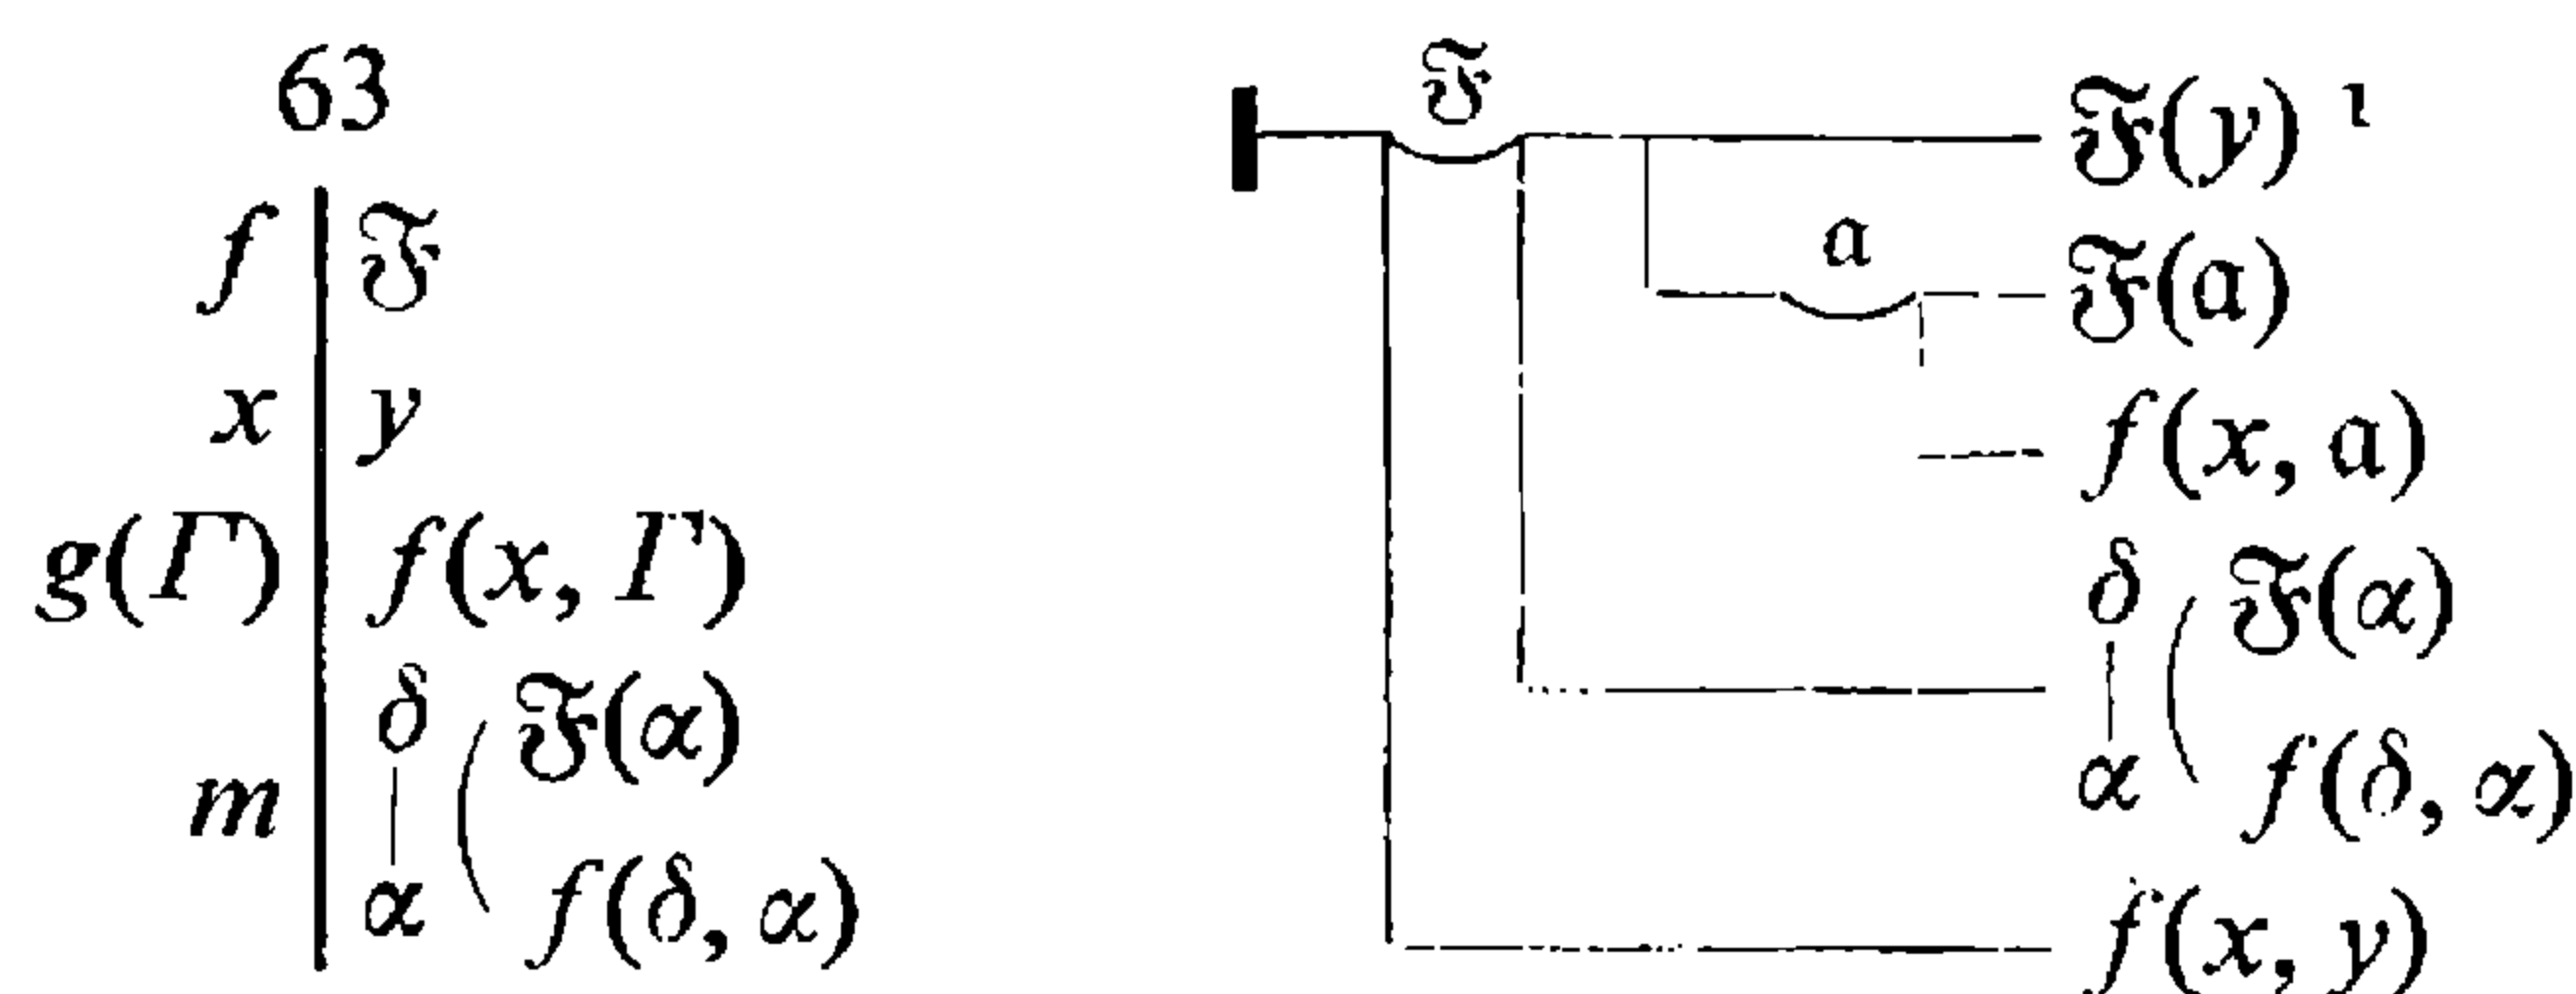 63
f | 𝔉
x | y
g(Γ) | f(x, Γ)
m | δ α ( 𝔉(α) f(δ, α)
𝔉
𝔉(y) ¹
𝔞
𝔉(𝔞)
f(x, 𝔞)
δ α ( 𝔉(α) f(δ, α)
f(x, y)